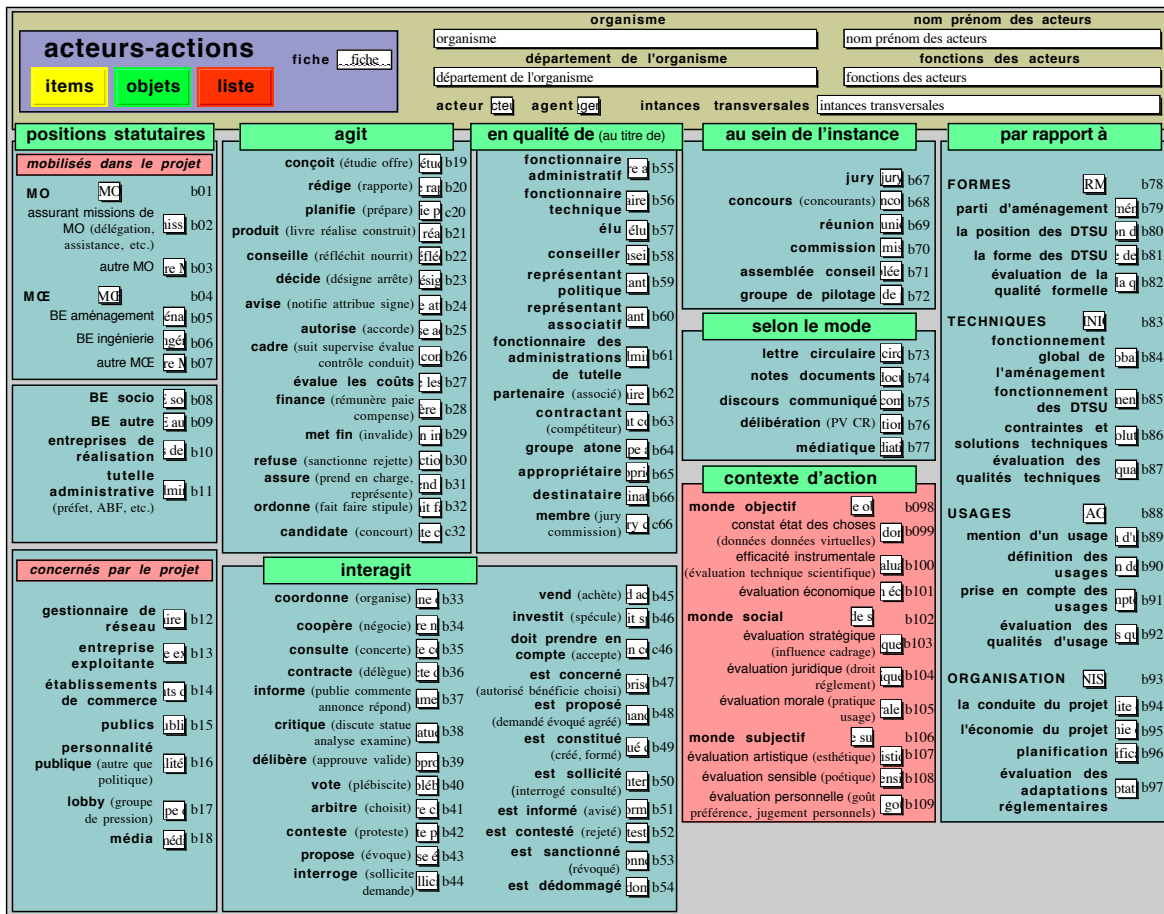 acteurs-actions
fiche fiche
items objets liste
organisme
organisme
département de l'organisme
département de l'organisme
nom prénom des acteurs
nom prénom des acteurs
fonctions des acteurs
fonctions des acteurs
acteur agent intances transversales intances transversales
positions statutaires
mobilisés dans le projet
MO MO b01
assurant missions de
MO (délégation, b02
assistance, etc.)
autre MO b03
MŒ b04
BE aménagement b05
BE ingénierie b06
autre MŒ b07
BE socio b08
BE autre b09
entreprises de
réalisation b10
tutelle
administrative b11
(préfet, ABF, etc.)
concernés par le projet
gestionnaire de
réseau b12
entreprise
exploitante b13
établissements
de commerce b14
publics b15
personnalité
publique (autre que b16
politique)
lobby (groupe
de pression) b17
média b18
agit
conçoit (étudie offre) b19
rédige (rapporte) b20
planifie (prépare) c20
produit (livre réalise construit) b21
conseille (réfléchit nourrit) b22
décide (désigne arrête) b23
avise (notifie attribue signe) b24
autorise (accorde) b25
cadre (suit supervise évalue
contrôle conduit) b26
évalue les coûts b27
finance (rémunère paie
compense) b28
met fin (invalide) b29
refuse (sanctionne rejette) b30
assure (prend en charge,
représente) b31
ordonne (fait faire stipule) b32
candidate (concourt) c32
en qualité de (au titre de)
fonctionnaire
administratif b55
fonctionnaire
technique b56
élu b57
conseiller b58
représentant
politique b59
représentant
associatif b60
fonctionnaire des
administrations b61
de tutelle
partenaire (associé) b62
contractant
(compétiteur) b63
groupe atone b64
appropriétaire b65
destinataire b66
membre (jury
commission) c66
interagit
coordonne (organise) b33
coopère (négocie) b34
consulte (concerte) b35
contracte (délègue) b36
informe (publie commente
annonce répond) b37
critique (discute statue
analyse examine) b38
délibère (approuve valide) b39
vote (plébiscite) b40
arbitre (choisit) b41
conteste (proteste) b42
propose (évoque) b43
interroge (sollicite
demande) b44
vend (achète) b45
investit (spécule) b46
doit prendre en
compte (accepte) c46
est concerné
(autorisé bénéficie choisi) b47
est proposé
(demandé évoqué agréé) b48
est constitué
(créé, formé) b49
est sollicité
(interrogé consulté) b50
est informé (avisé) b51
est contesté (rejeté) b52
est sanctionné
(révoqué) b53
est dédommagé b54
au sein de l'instance
jury jury b67
concours (concourants) b68
réunion b69
commission b70
assemblée conseil b71
groupe de pilotage b72
selon le mode
lettre circulaire b73
notes documents b74
discours communiqué b75
délibération (PV CR) b76
médiatique b77
contexte d'action
monde objectif b098
constat état des choses
(données données virtuelles) b099
efficacité instrumentale
(évaluation technique scientifique) b100
évaluation économique b101
monde social b102
évaluation stratégique
(influence cadrage) b103
évaluation juridique (droit
réglement) b104
évaluation morale (pratique
usage) b105
monde subjectif b106
évaluation artistique (esthétique) b107
évaluation sensible (poétique) b108
évaluation personnelle (goût
préférence, jugement personnels) b109
par rapport à
FORMES b78
parti d'aménagement b79
la position des DTSU b80
la forme des DTSU b81
évaluation de la
qualité formelle b82
TECHNIQUES b83
fonctionnement
global de b84
l'aménagement
fonctionnement
des DTSU b85
contraintes et
solutions techniques b86
évaluation des
qualités techniques b87
USAGES b88
mention d'un usage b89
définition des
usages b90
prise en compte des
usages b91
évaluation des
qualités d'usage b92
ORGANISATION b93
la conduite du projet b94
l'économie du projet b95
planification b96
évaluation des
adaptations b97
réglementaires